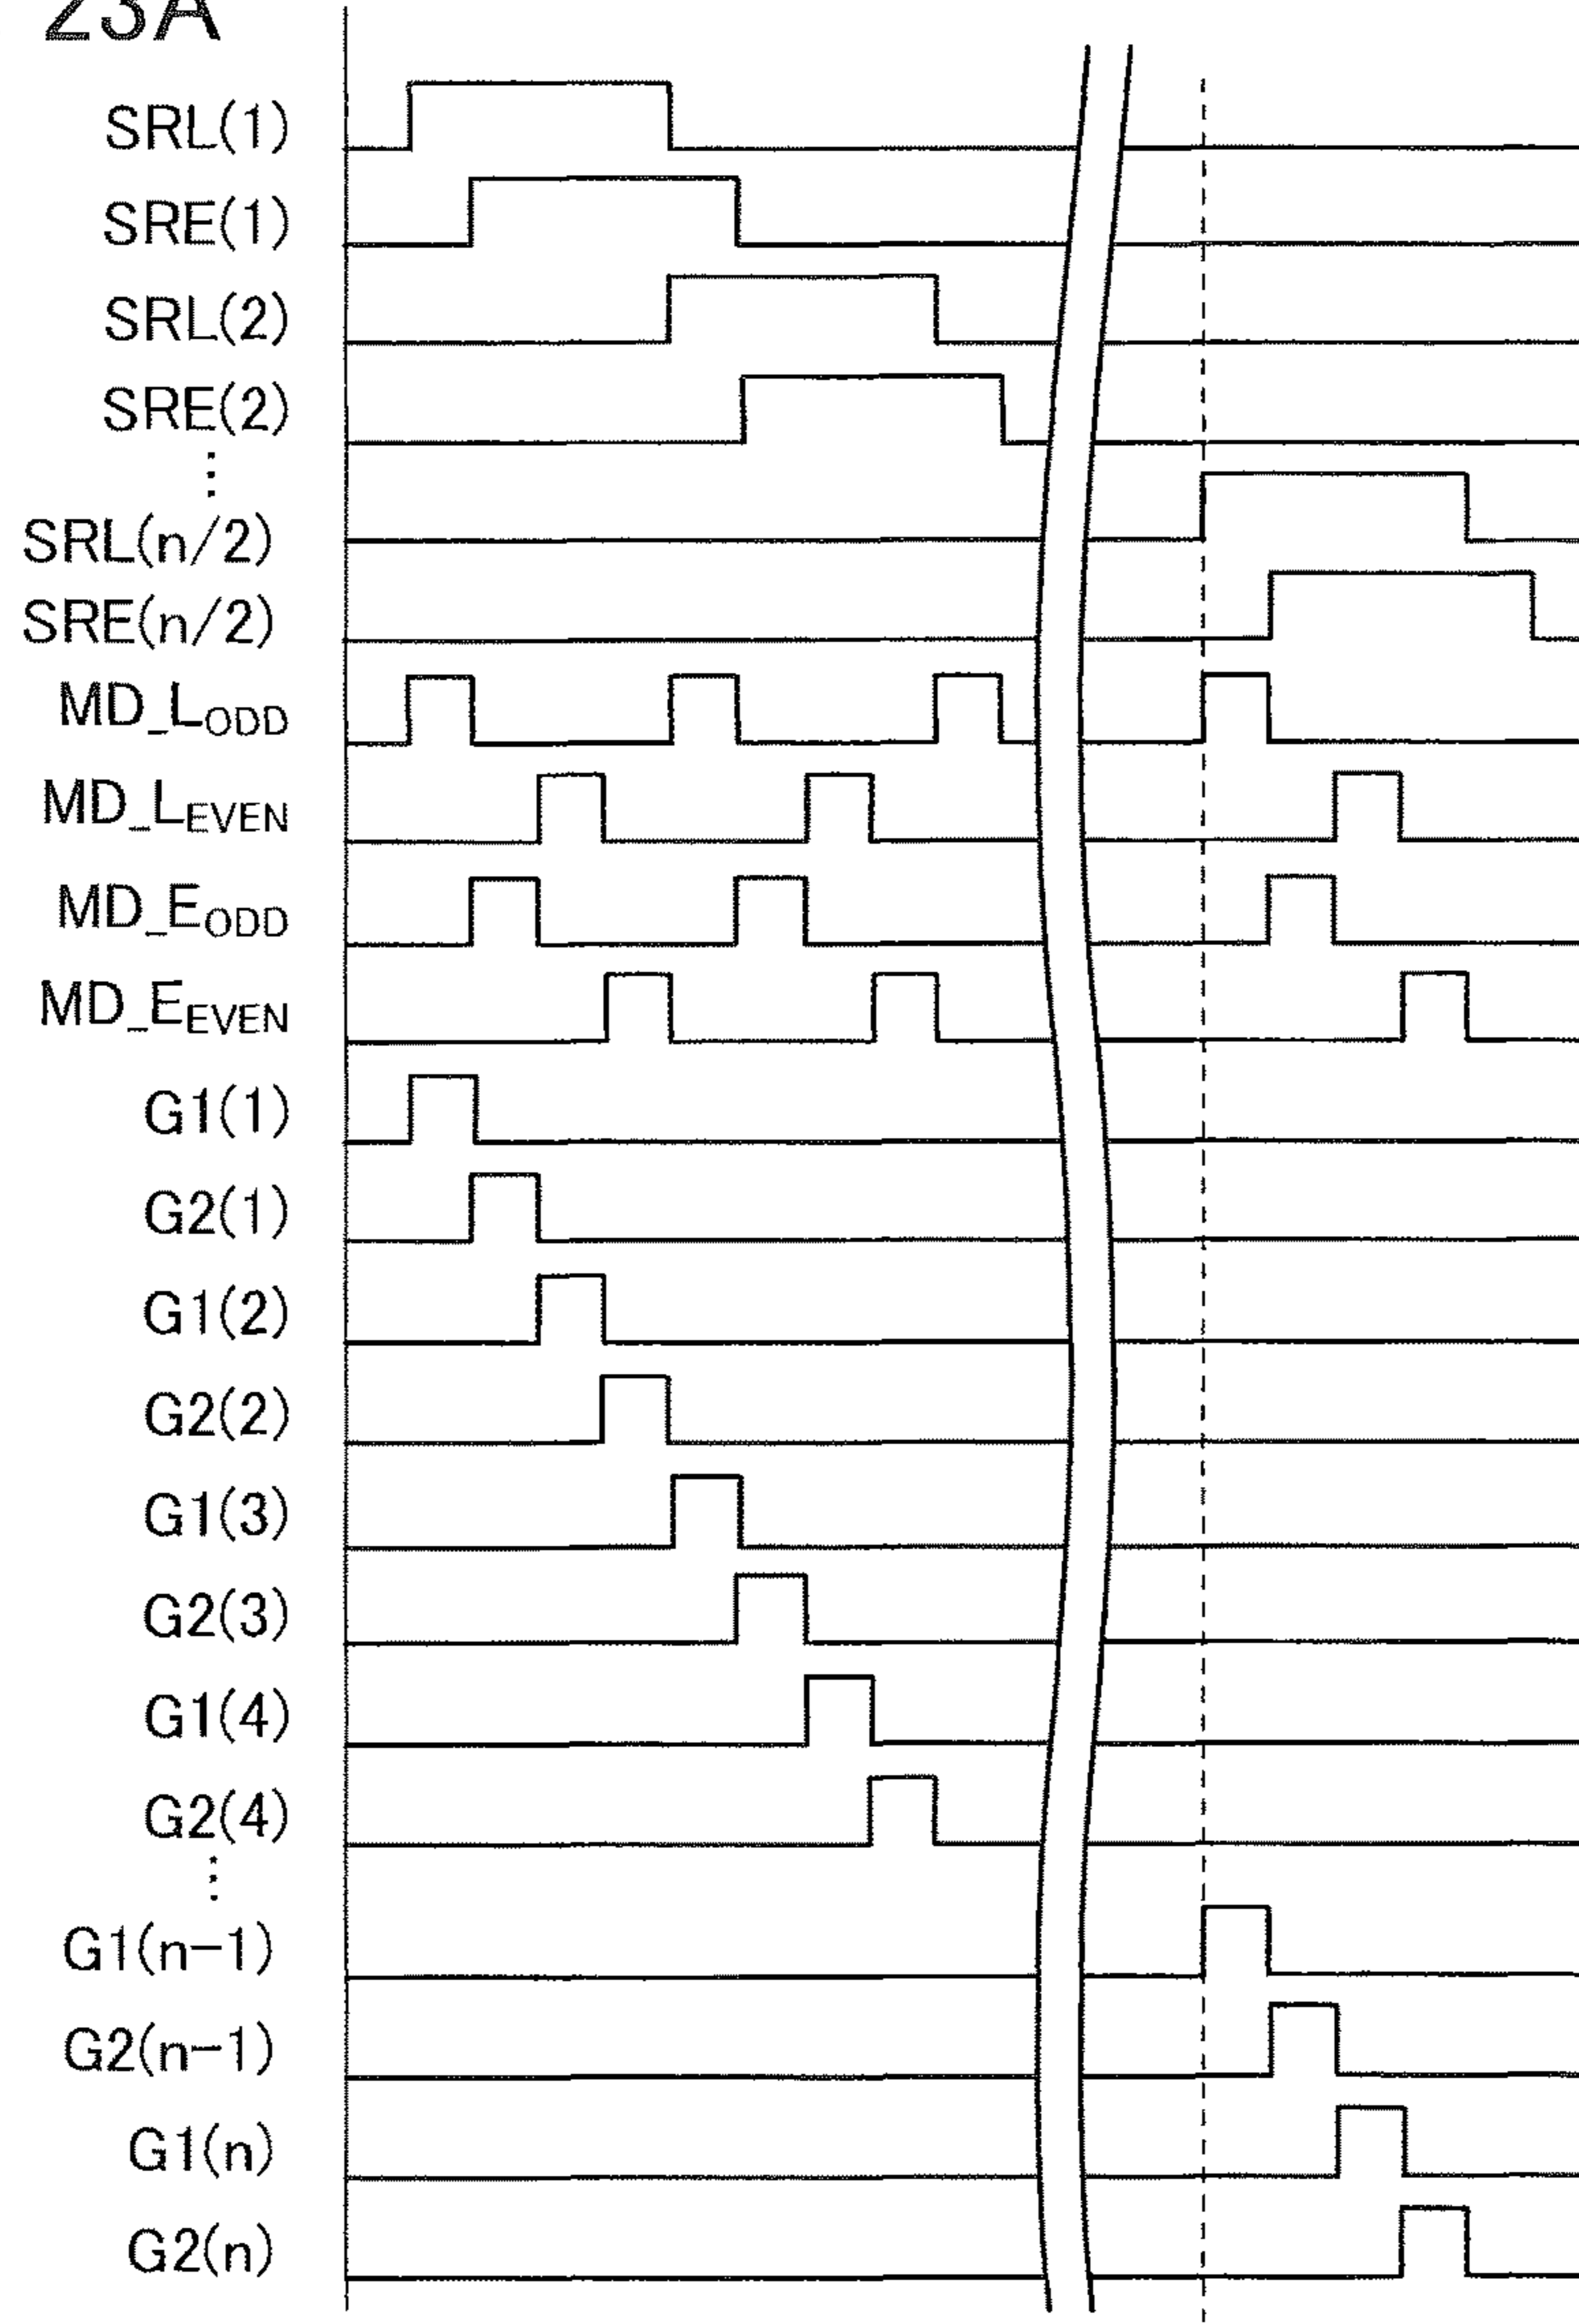 23A
SRL(1)
SRE(1)
SRL(2)
SRE(2)
⋮
SRL(n/2)
SRE(n/2)
MD_LODD
MD_LEVEN
MD_EODD
MD_EEVEN
G1(1)
G2(1)
G1(2)
G2(2)
G1(3)
G2(3)
G1(4)
G2(4)
⋮
G1(n-1)
G2(n-1)
G1(n)
G2(n)